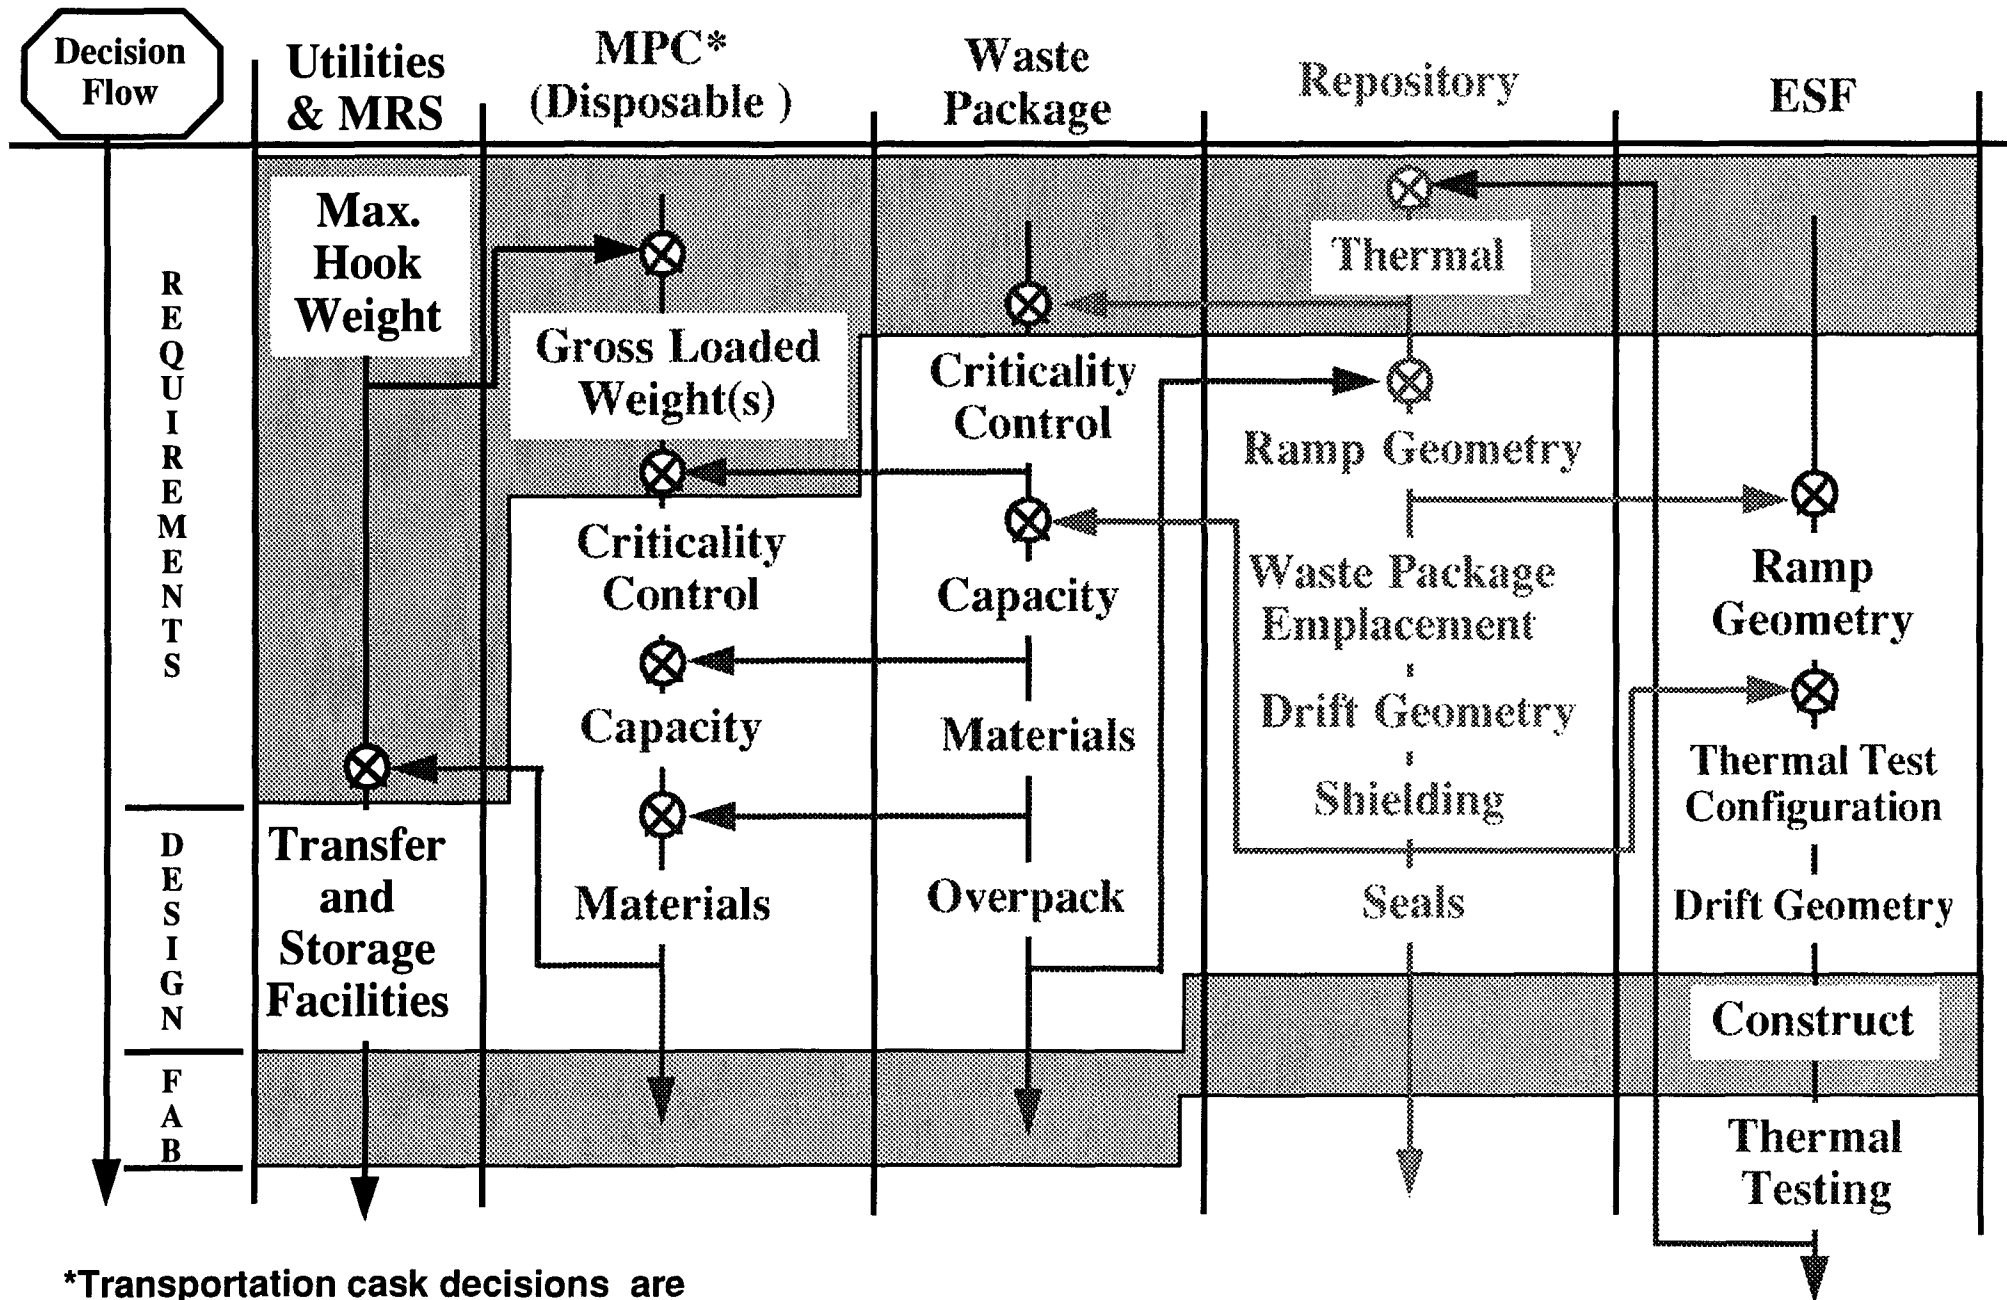 Decision
Flow
Utilities
& MRS
MPC*
(Disposable )
Waste
Package
Repository
ESF
REQUIREMENTS
DESIGN
FAB
Max.
Hook
Weight
Transfer
and
Storage
Facilities
Gross Loaded
Weight(s)
Criticality
Control
Capacity
Materials
Criticality
Control
Capacity
Materials
Overpack
Thermal
Ramp Geometry
Waste Package
Emplacement
Drift Geometry
Shielding
Seals
Ramp
Geometry
Thermal Test
Configuration
Drift Geometry
Construct
Thermal
Testing
*Transportation cask decisions are